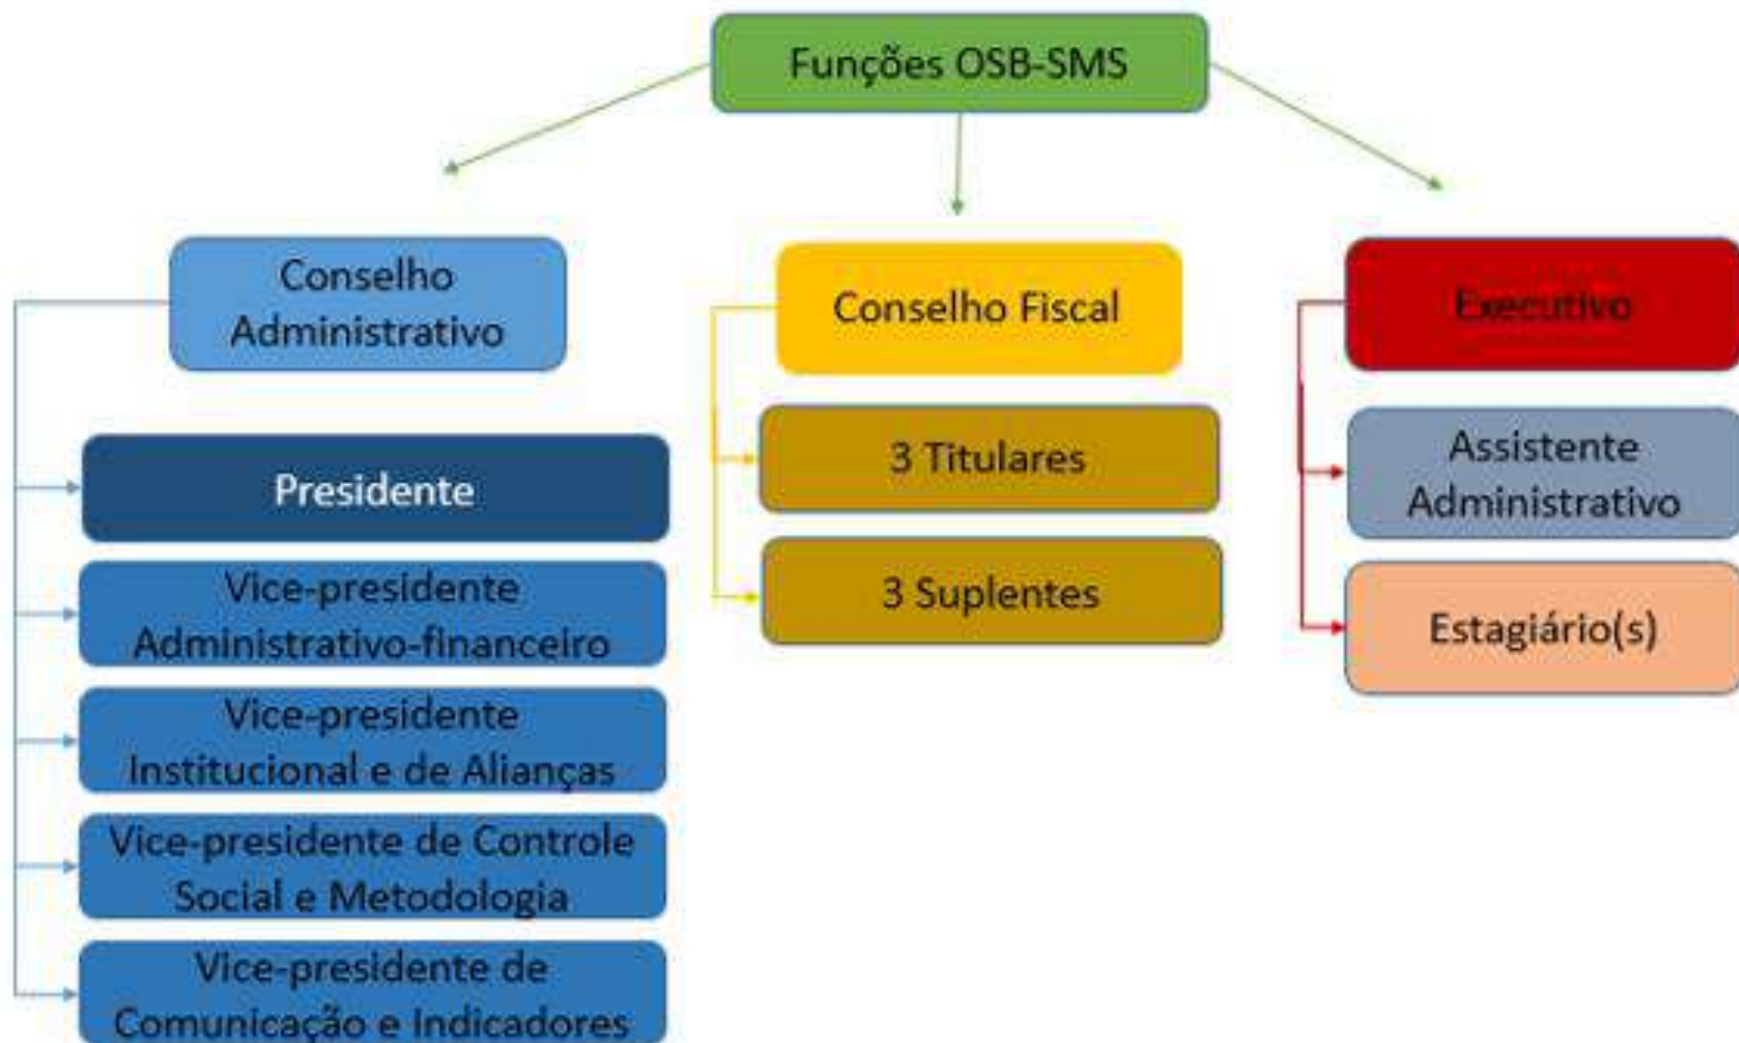 Funções OSB-SMS
Conselho
Administrativo
Presidente
Vice-presidente
Administrativo-financeiro
Vice-presidente
Institucional e de Alianças
Vice-presidente de Controle
Social e Metodologia
Vice-presidente de
Comunicação e Indicadores
Conselho Fiscal
3 Titulares
3 Suplentes
Executivo
Assistente
Administrativo
Estagiário(s)